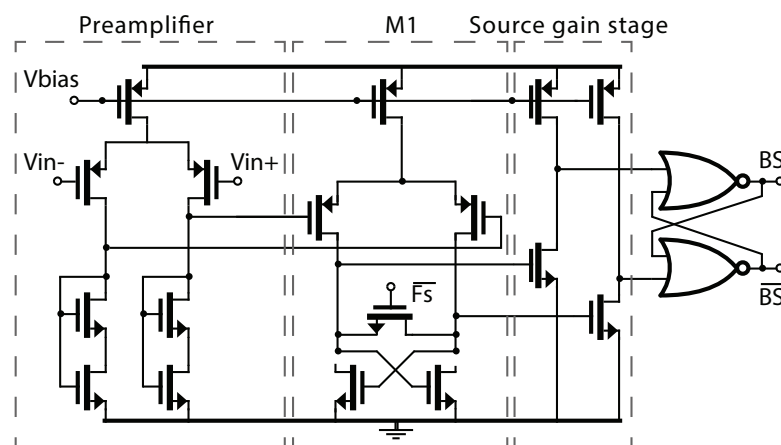 Preamplifier
M1
Source gain stage
Vbias
Vin-
Vin+
BS
Fs
BS